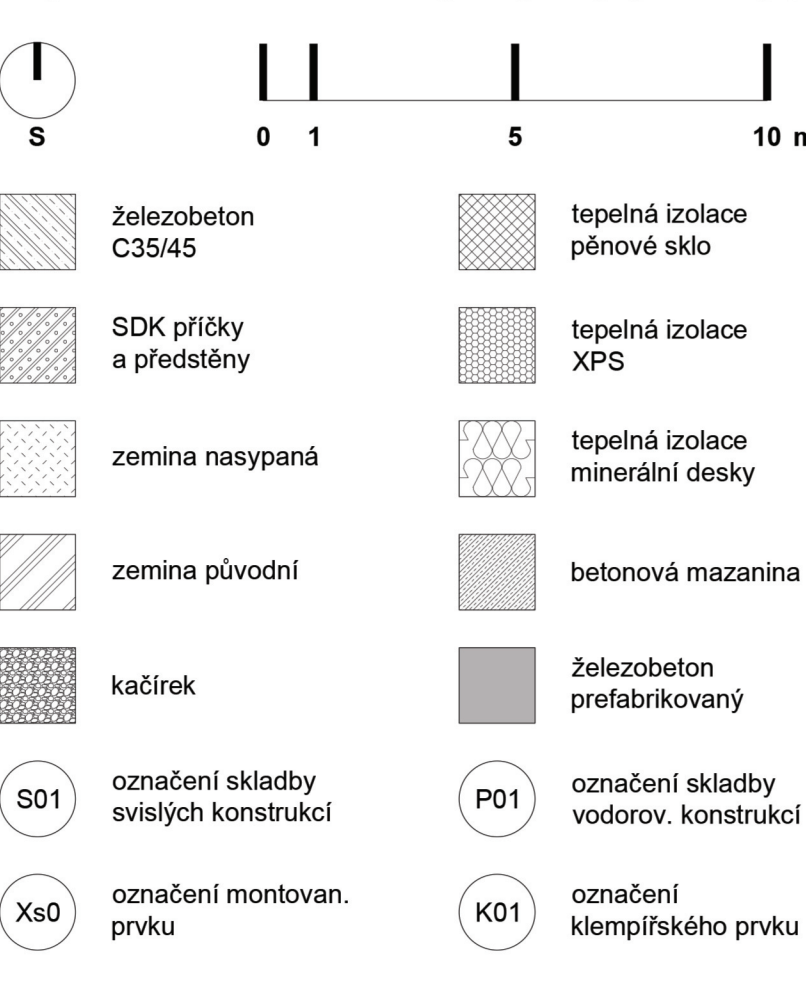 S
0 1 5 10
železobeton
C35/45
tepelná izolace
pěnové sklo
SDK příčky
a předstěny
tepelná izolace
XPS
zemina nasypaná
tepelná izolace
minerální desky
zemina původní
betonová mazanina
kačírek
železobeton
prefabrikovaný
S01
označení skladby
svislých konstrukcí
P01
označení skladby
vodorov. konstrukcí
Xs0
označení montovan.
prvku
K01
označení
klempířského prvku